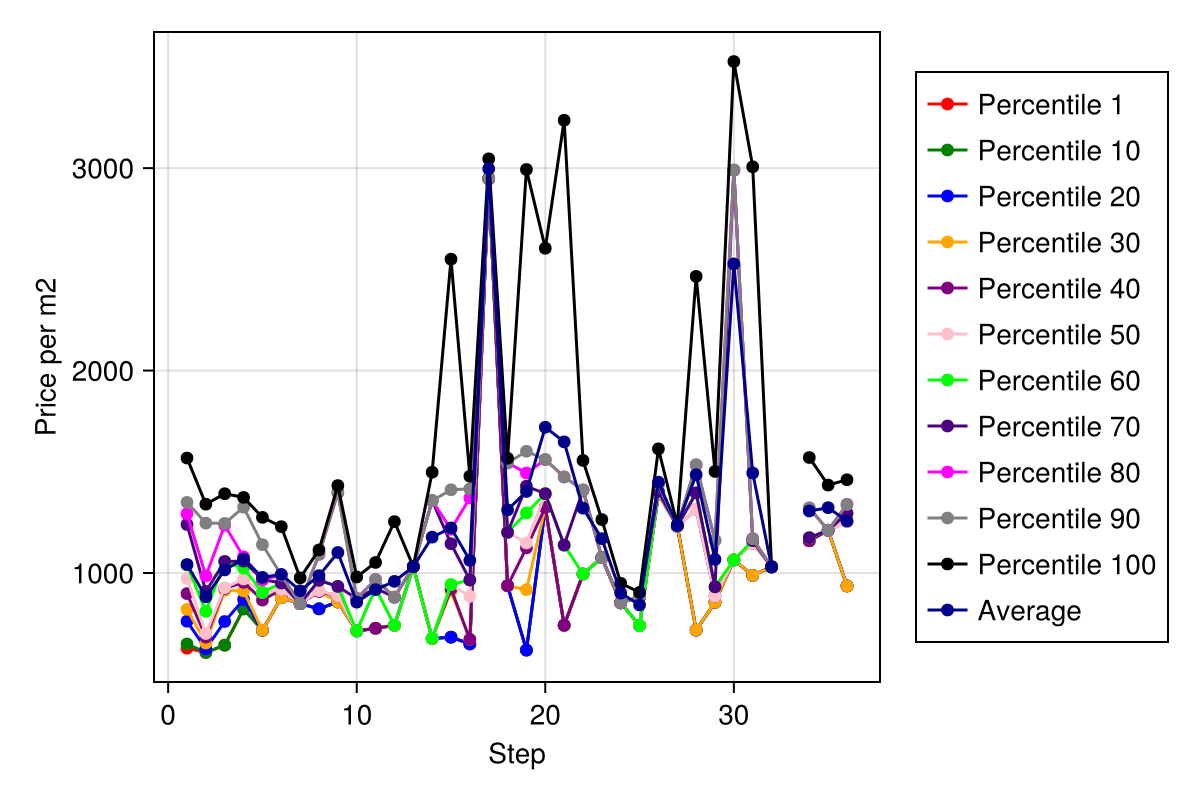 3000
2000
1000
Price per m2
0 10 20 30
Step
Percentile 1
Percentile 10
Percentile 20
Percentile 30
Percentile 40
Percentile 50
Percentile 60
Percentile 70
Percentile 80
Percentile 90
Percentile 100
Average